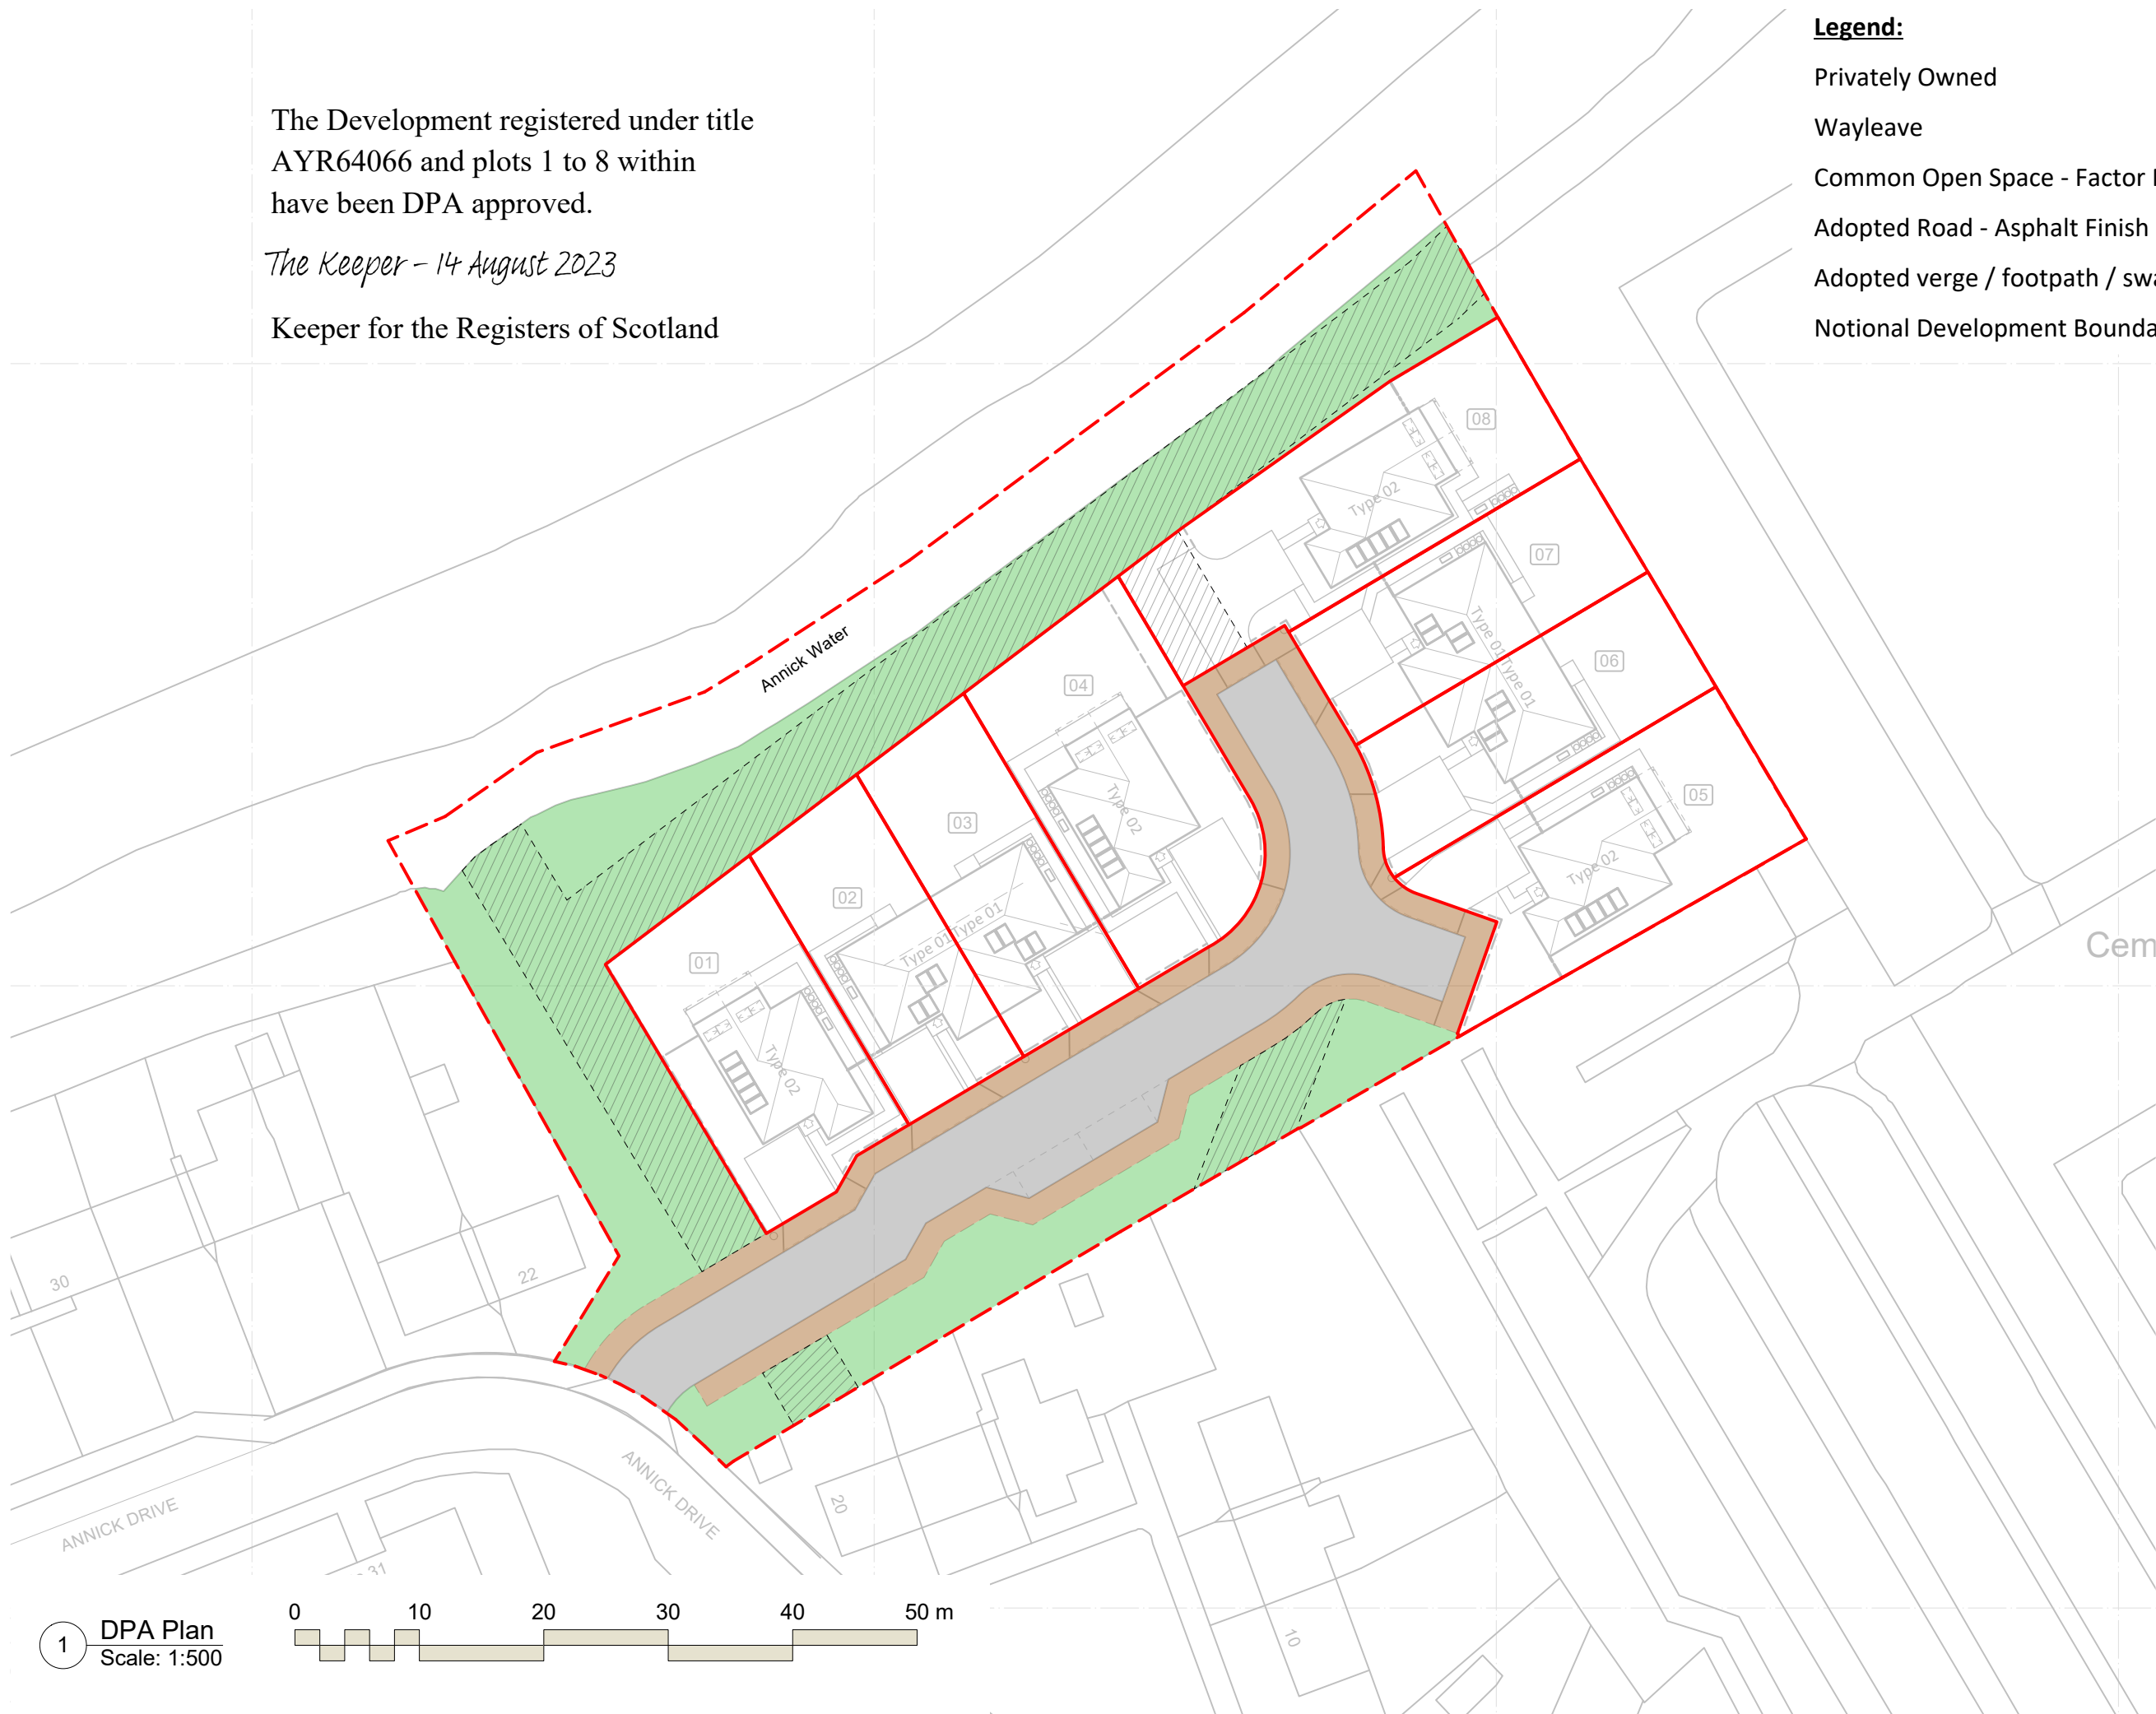 The Development registered under title
AYR64066 and plots 1 to 8 within
have been DPA approved.
The Keeper – 14 August 2023
Keeper for the Registers of Scotland
Legend:
Privately Owned
Wayleave
Common Open Space - Factor
Adopted Road - Asphalt Finish
Adopted verge / footpath /
Notional Development
08
Type 02
07
Type 01
Type 01
06
05
Type 02
Annick Water
04
Type 02
03
02
Type 01
Type 01
01
Type 02
30
22
ANNICK DRIVE
ANNICK DRIVE
20
31
10
1
DPA Plan
Scale: 1:500
0 10 20 30 40 50 m